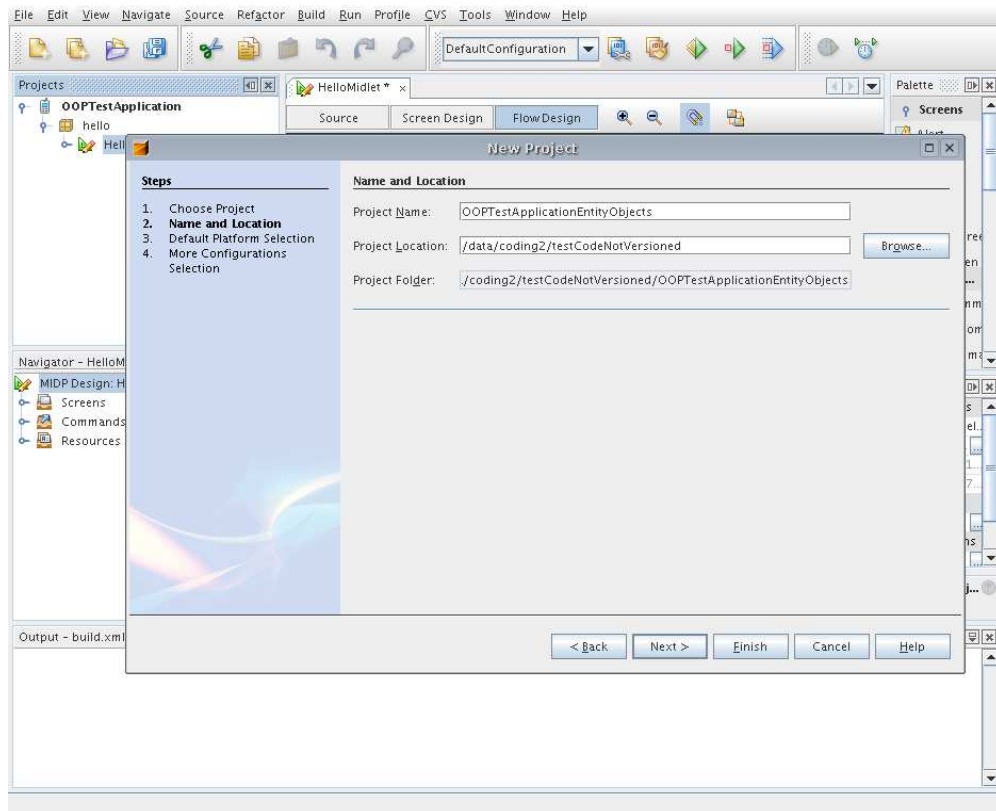 File Edit View Navigate Source Refactor Build Run Profile CVS Tools Window Help
DefaultConfiguration
Projects
HelloMidlet *
Palette
OOPTestApplication
hello
Hell
Source Screen Design Flow Design
Screens
New Project
Steps
1. Choose Project
2. Name and Location
3. Default Platform Selection
4. More Configurations
Selection
Name and Location
Project Name: OOPTestApplicationEntityObjects
Project Location: /data/coding2/testCodeNotVersioned
Browse...
Project Folder: ./coding2/testCodeNotVersioned/OOPTestApplicationEntityObjects
Navigator - HelloM
MIDP Design: H
Screens
Commands
Resources
< Back Next > Finish Cancel Help
Output - build.xml